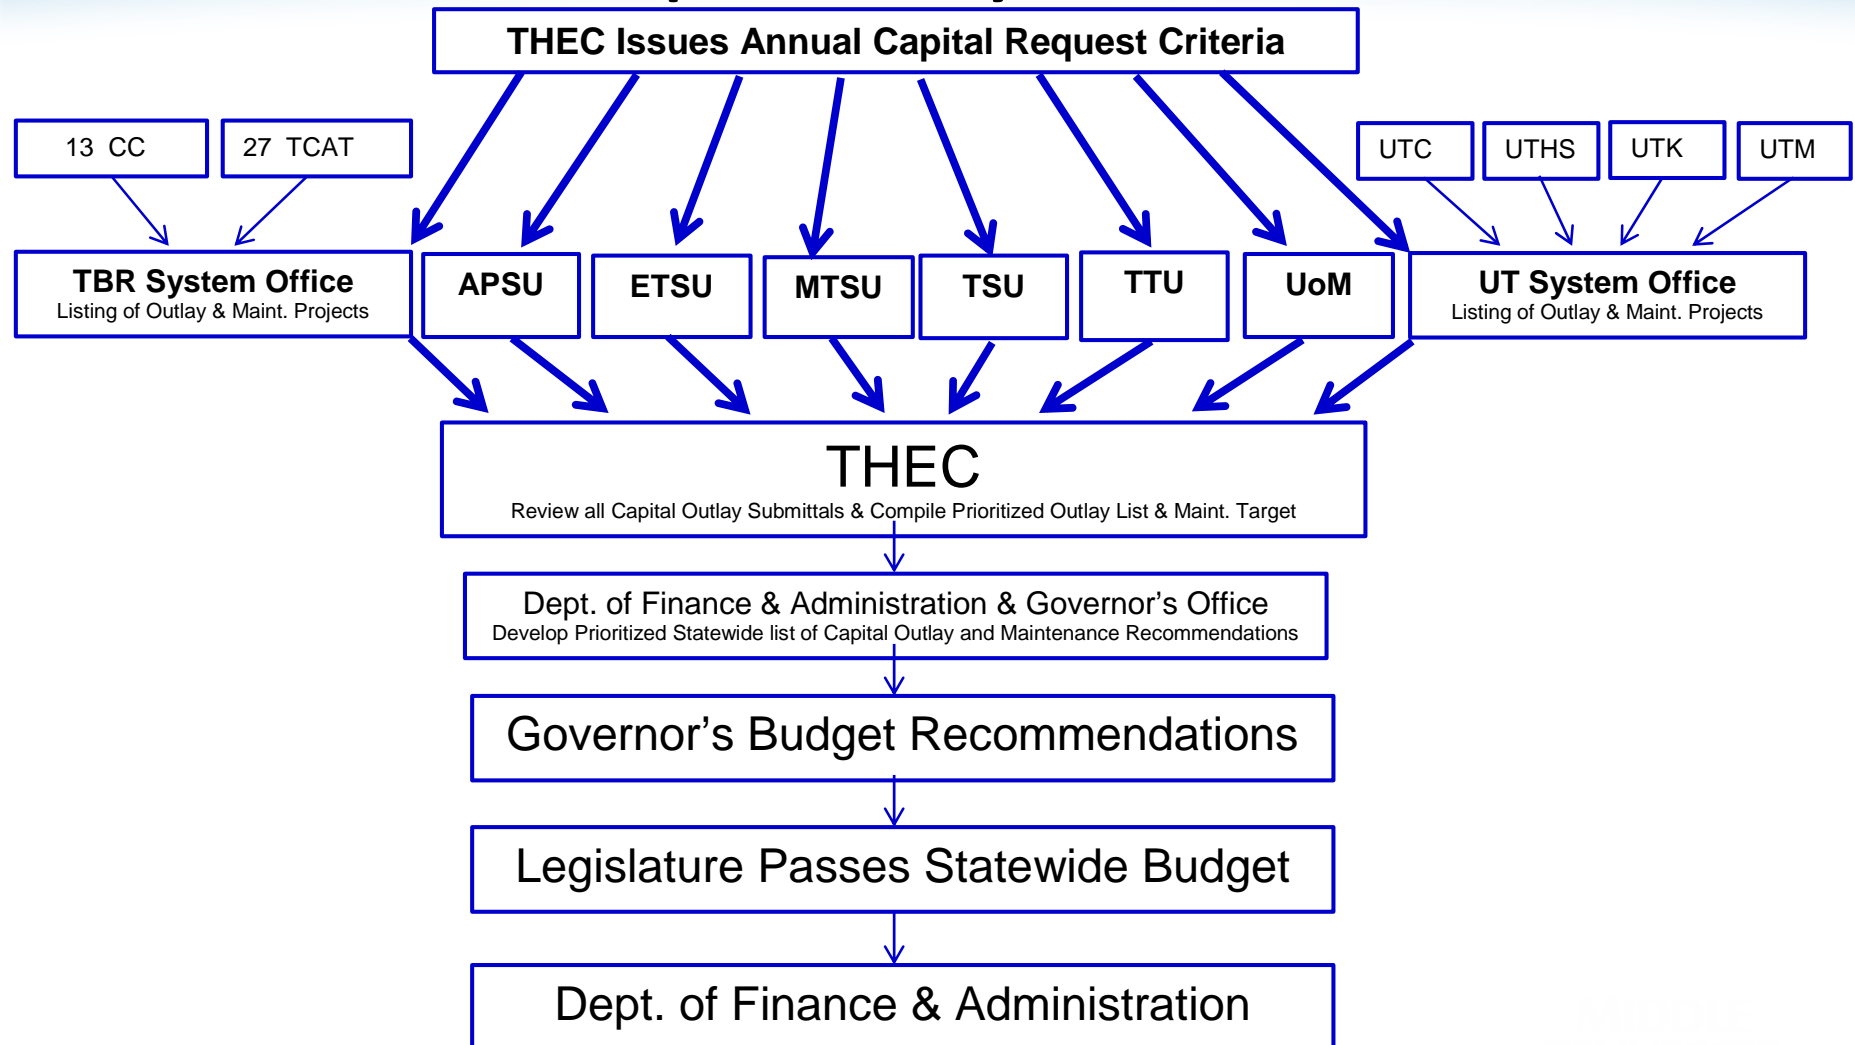 THEC Issues Annual Capital Request Criteria
13 CC
27 TCAT
UTC
UTHS
UTK
UTM
TBR System Office
Listing of Outlay & Maint. Projects
APSU
ETSU
MTSU
TSU
TTU
UoM
UT System Office
Listing of Outlay & Maint. Projects
THEC
Review all Capital Outlay Submittals & Compile Prioritized Outlay List & Maint. Target
Dept. of Finance & Administration & Governor’s Office
Develop Prioritized Statewide list of Capital Outlay and Maintenance Recommendations
Governor’s Budget Recommendations
Legislature Passes Statewide Budget
Dept. of Finance & Administration